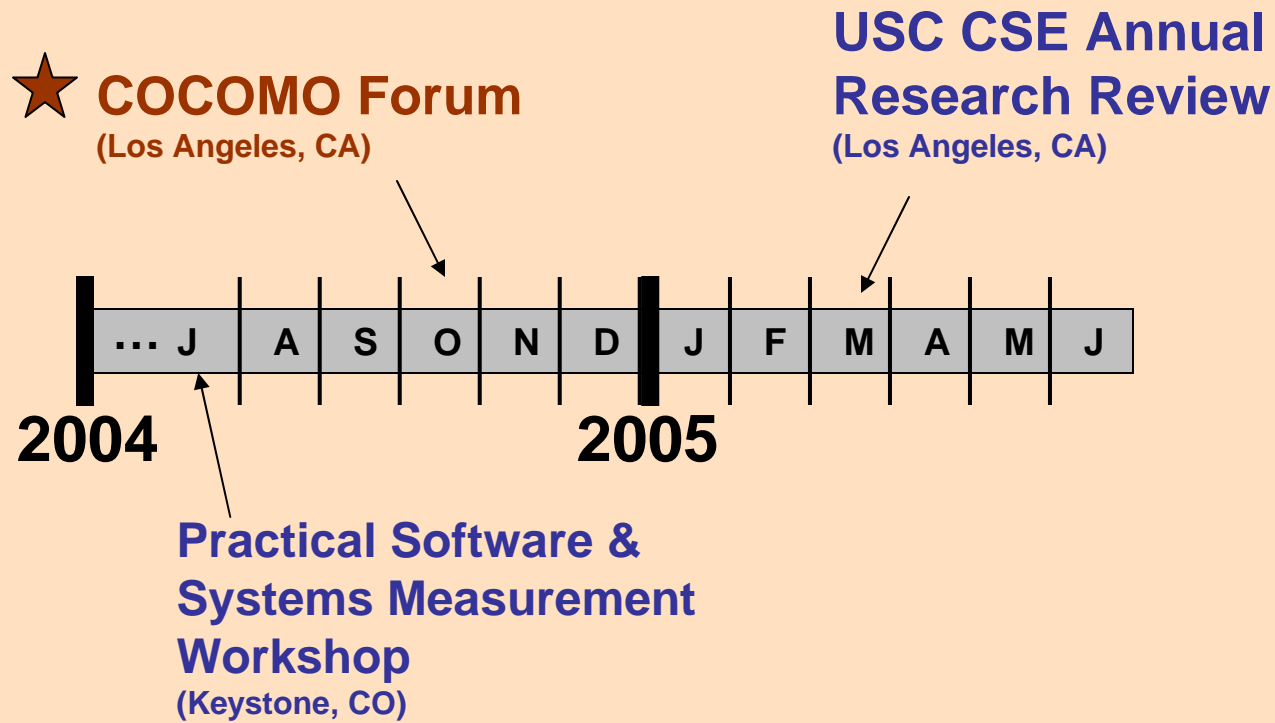 COCOMO Forum
(Los Angeles, CA)
USC CSE Annual
Research Review
(Los Angeles, CA)
... J A S O N D J F M A M J
2004 2005
Practical Software &
Systems Measurement
Workshop
(Keystone, CO)